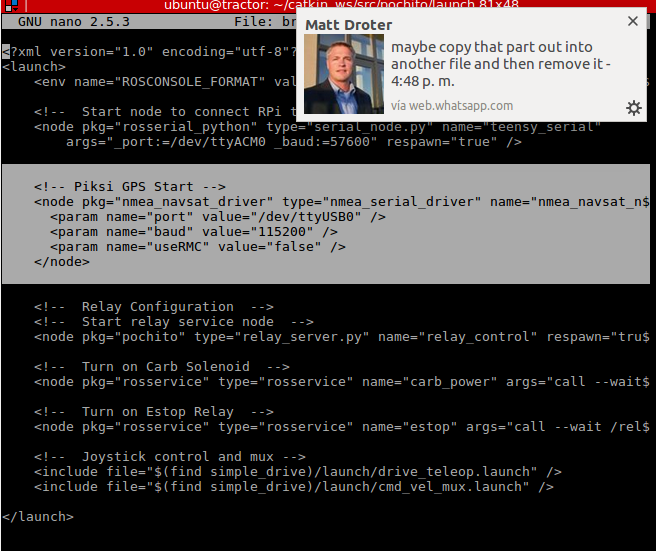 ubuntu@tractor: ~/catkin_ws/src/pochito/launch 81x48
GNU nano 2.5.3 File: br
<?xml version="1.0" encoding="utf-8"?
<launch>
<env name="ROSCONSOLE_FORMAT" val
<!-- Start node to connect RPi t
<node pkg="rosserial_python" type="serial_node.py" name="teensy_serial"
args="_port:=/dev/ttyACM0 _baud:=57600" respawn="true" />
<!-- Piksi GPS Start -->
<node pkg="nmea_navsat_driver" type="nmea_serial_driver" name="nmea_navsat_n$
<param name="port" value="/dev/ttyUSB0" />
<param name="baud" value="115200" />
<param name="useRMC" value="false" />
</node>
<!-- Relay Configuration -->
<!-- Start relay service node -->
<node pkg="pochito" type="relay_server.py" name="relay_control" respawn="tru$
<!-- Turn on Carb Solenoid -->
<node pkg="rosservice" type="rosservice" name="carb_power" args="call --wait$
<!-- Turn on Estop Relay -->
<node pkg="rosservice" type="rosservice" name="estop" args="call --wait /rel$
<!-- Joystick control and mux -->
<include file="$(find simple_drive)/launch/drive_teleop.launch" />
<include file="$(find simple_drive)/launch/cmd_vel_mux.launch" />
</launch>
Matt Droter
maybe copy that part out into
another file and then remove it -
4:48 p. m.
vía web.whatsapp.com